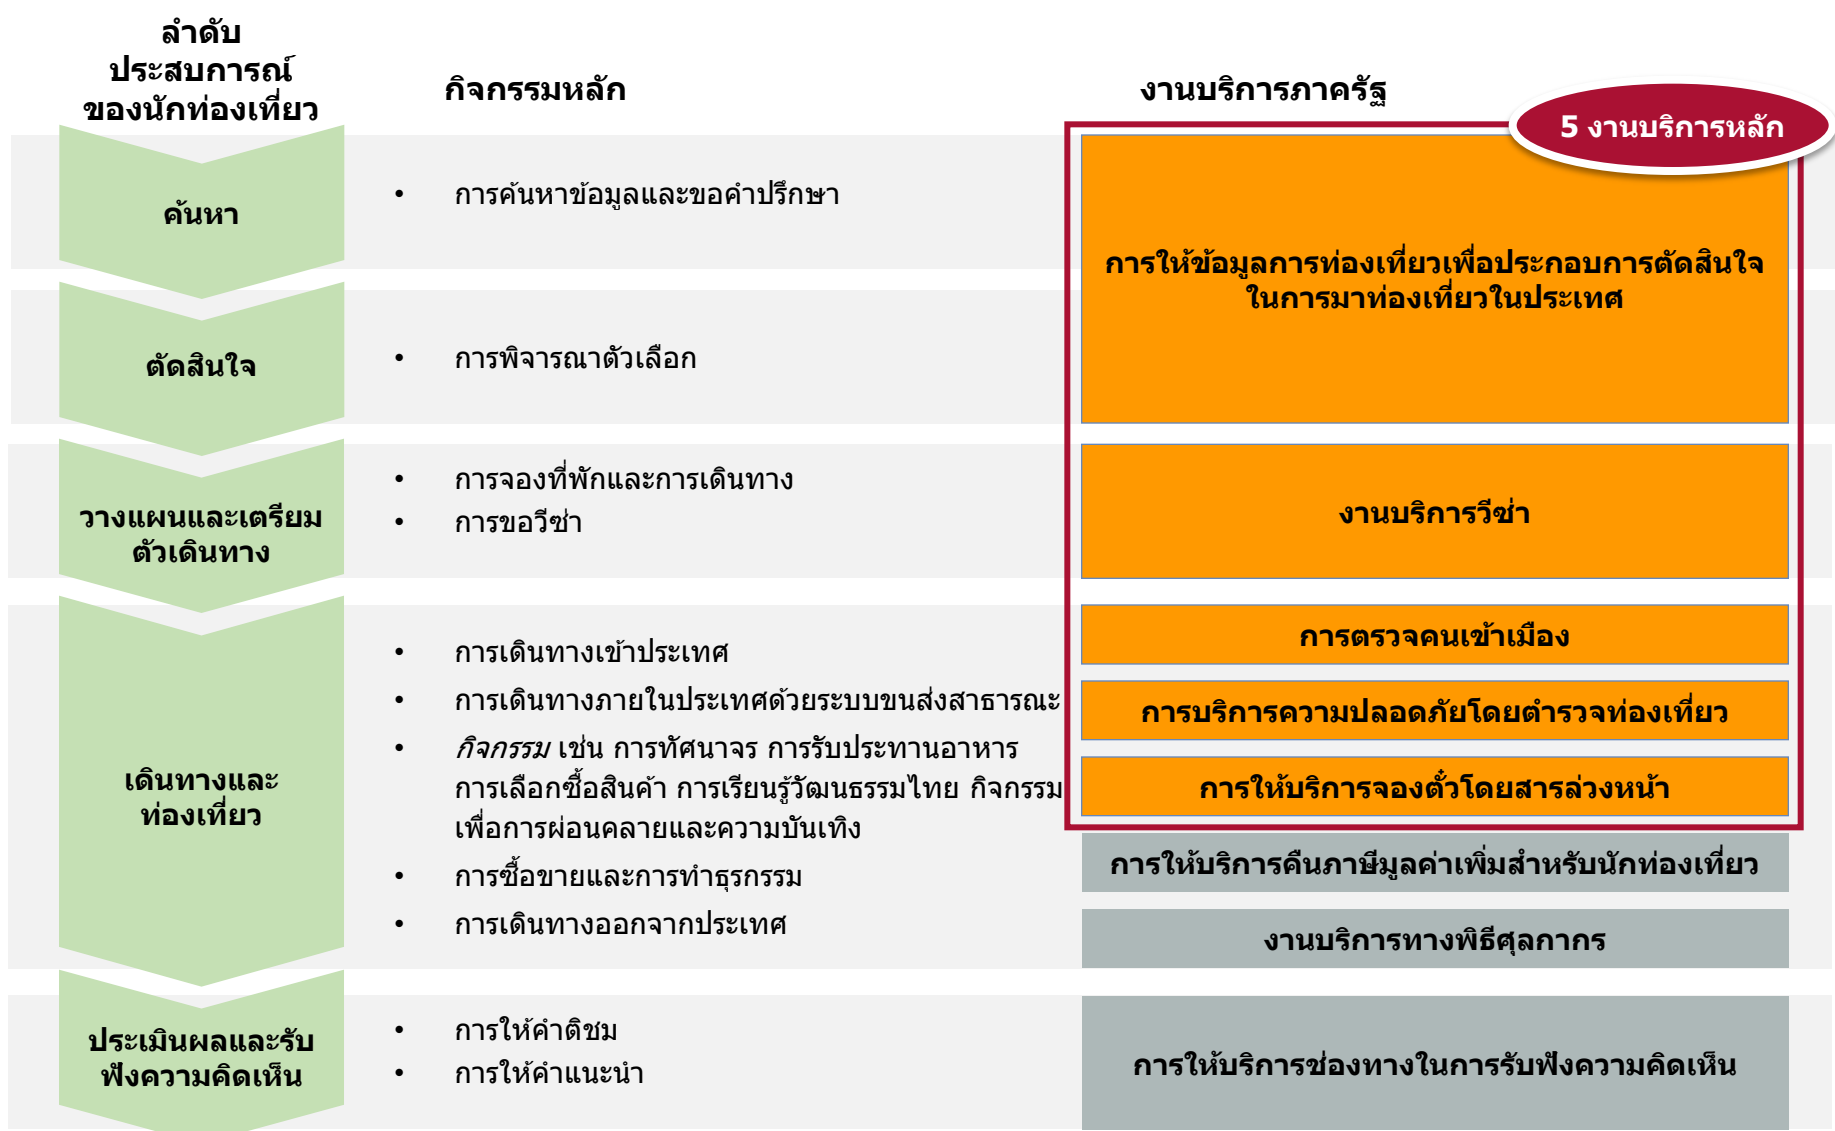 ลำดับ
ประสบการณ์
ของนักท่องเที่ยว
กิจกรรมหลัก
งานบริการภาครัฐ
5 งานบริการหลัก
ค้นหา
• การค้นหาข้อมูลและขอคำปรึกษา
การให้ข้อมูลการท่องเที่ยวเพื่อประกอบการตัดสินใจ
ในการมาท่องเที่ยวในประเทศ
ตัดสินใจ
• การพิจารณาตัวเลือก
วางแผนและเตรียม
ตัวเดินทาง
• การจองที่พักและการเดินทาง
• การขอวีซ่า
งานบริการวีซ่า
เดินทางและ
ท่องเที่ยว
• การเดินทางเข้าประเทศ
• การเดินทางภายในประเทศด้วยระบบขนส่งสาธารณะ
• กิจกรรม เช่น การทัศนาจร การรับประทานอาหาร
การเลือกซื้อสินค้า การเรียนรู้วัฒนธรรมไทย กิจกรรม
เพื่อการผ่อนคลายและความบันเทิง
• การซื้อขายและการทำธุรกรรม
• การเดินทางออกจากประเทศ
การตรวจคนเข้าเมือง
การบริการความปลอดภัยโดยตำรวจท่องเที่ยว
การให้บริการจองตั๋วโดยสารล่วงหน้า
การให้บริการคืนภาษีมูลค่าเพิ่มสำหรับนักท่องเที่ยว
งานบริการทางพิธีศุลกากร
ประเมินผลและรับ
ฟังความคิดเห็น
• การให้คำติชม
• การให้คำแนะนำ
การให้บริการช่องทางในการรับฟังความคิดเห็น